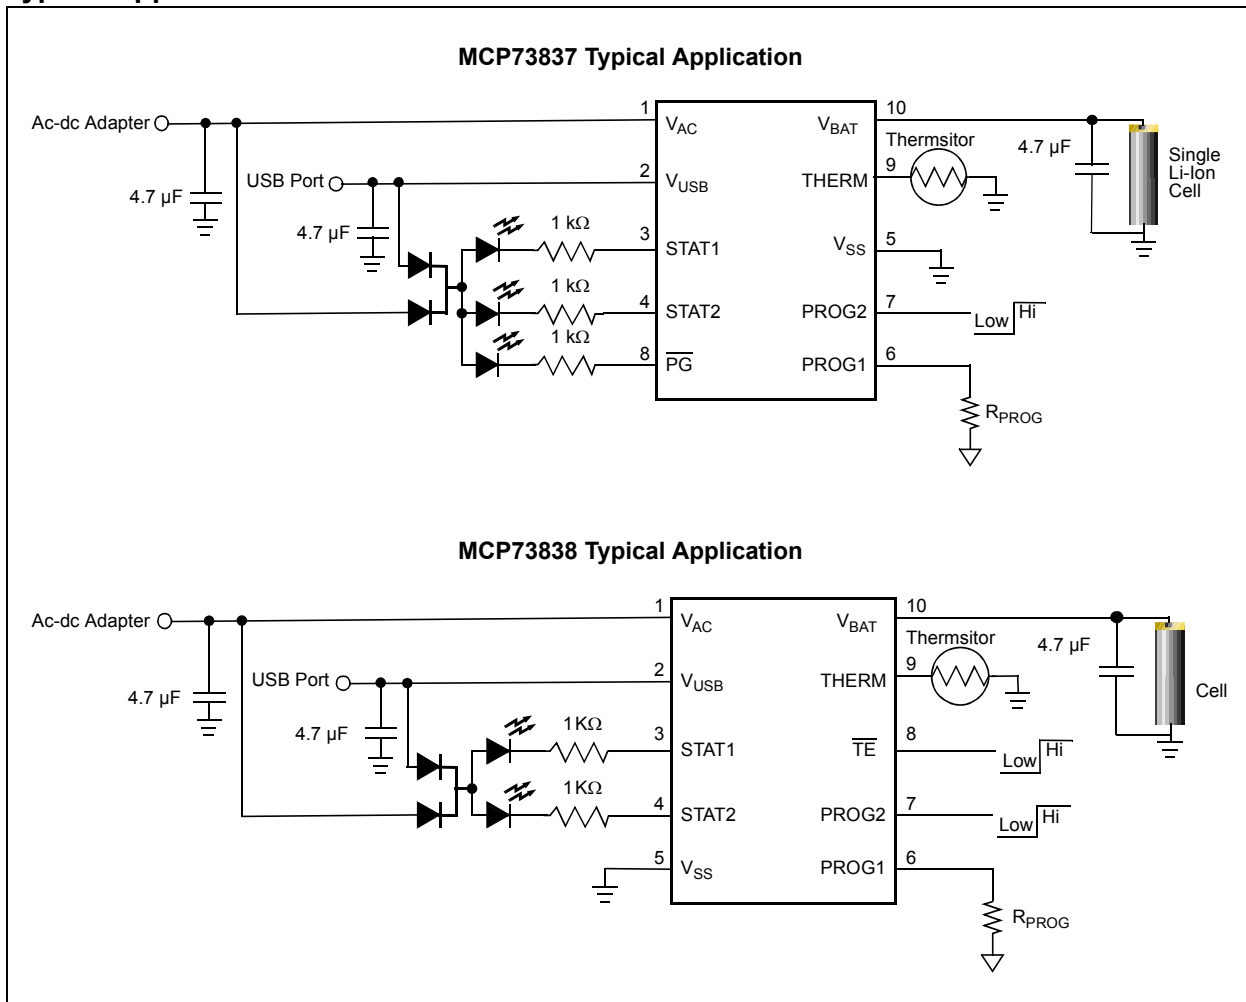 MCP73837 Typical Application
Ac-dc Adapter
4.7 µF
USB Port
4.7 µF
1 kΩ
1 kΩ
1 kΩ
1
VAC
2
VUSB
3
STAT1
4
STAT2
8
PG
10
VBAT
Thermsitor
9
THERM
5
VSS
7
PROG2
Low
Hi
6
PROG1
RPROG
4.7 µF
Single
Li-Ion
Cell
MCP73838 Typical Application
Ac-dc Adapter
4.7 µF
USB Port
4.7 µF
1KΩ
1KΩ
1
VAC
2
VUSB
3
STAT1
4
STAT2
5
VSS
10
VBAT
Thermsitor
9
THERM
8
TE
Low
Hi
7
PROG2
Low
Hi
6
PROG1
RPROG
4.7 µF
Cell